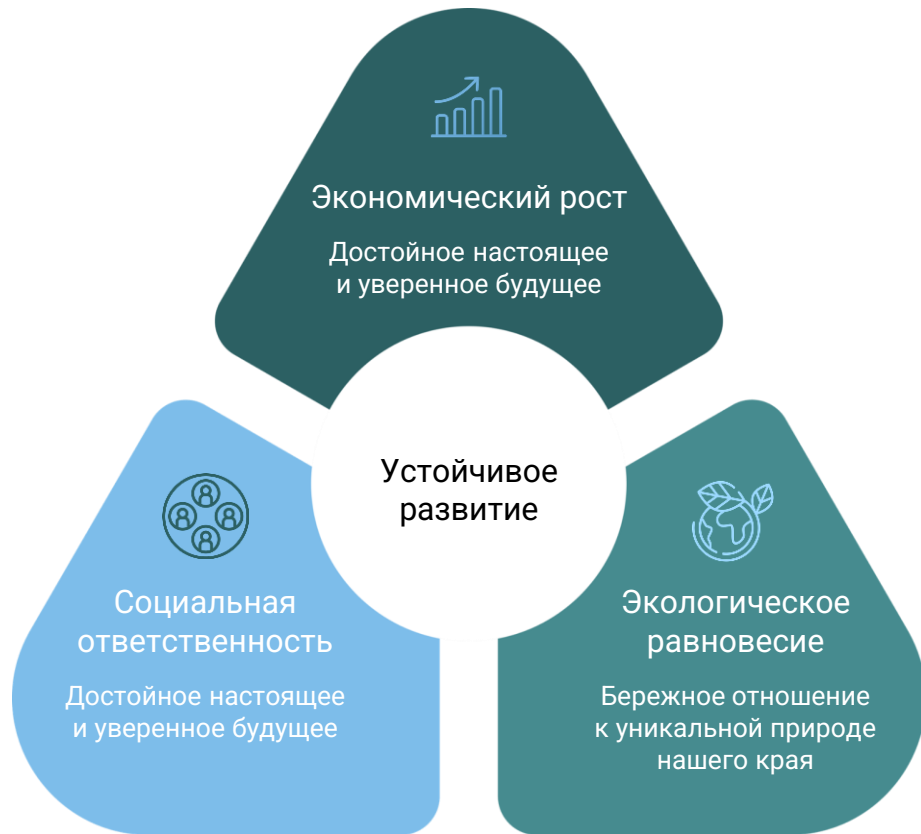 Экономический рост
Достойное настоящее
и уверенное будущее
Устойчивое
развитие
Социальная
ответственность
Достойное настоящее
и уверенное будущее
Экологическое
равновесие
Бережное отношение
к уникальной природе
нашего края